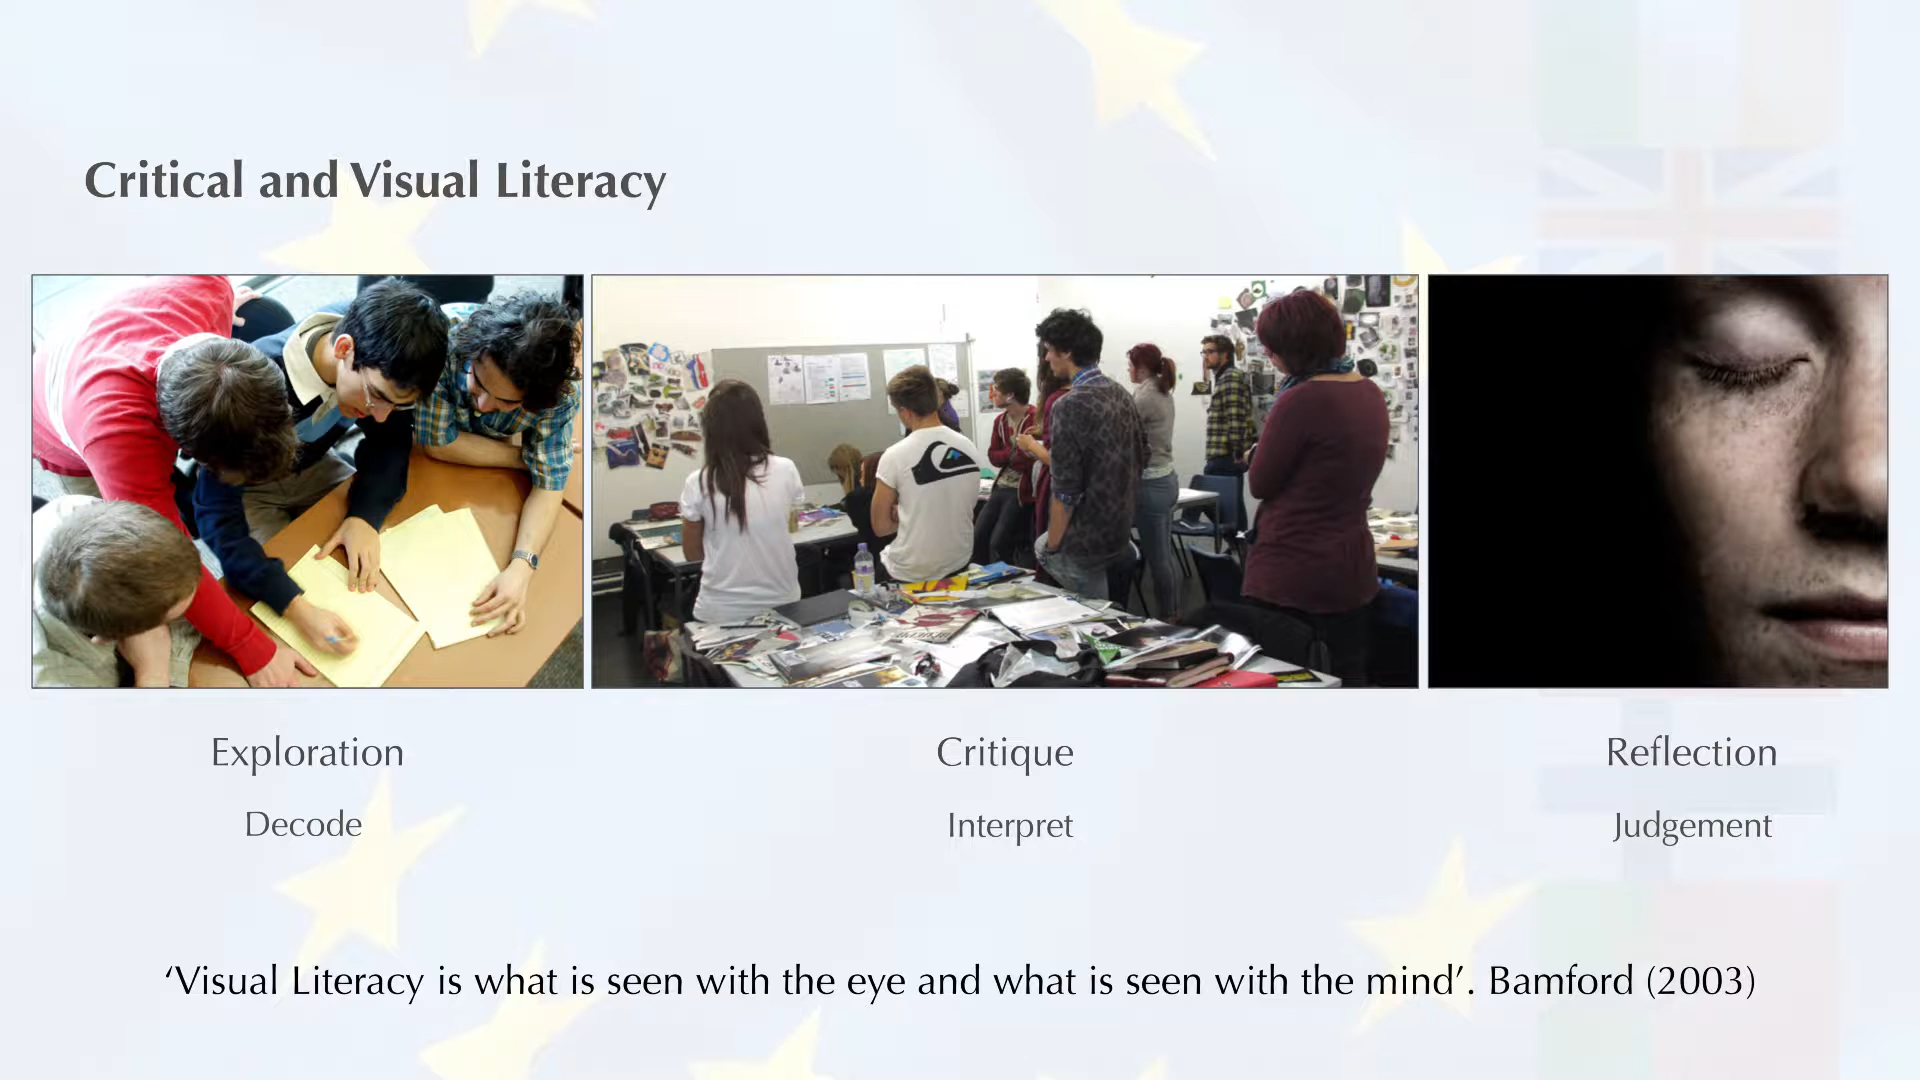 Critical and Visual Literacy
Exploration
Critique
Reflection
Decode
Interpret
Judgement
‘Visual Literacy is what is seen with the eye and what is seen with the mind’. Bamford (2003)